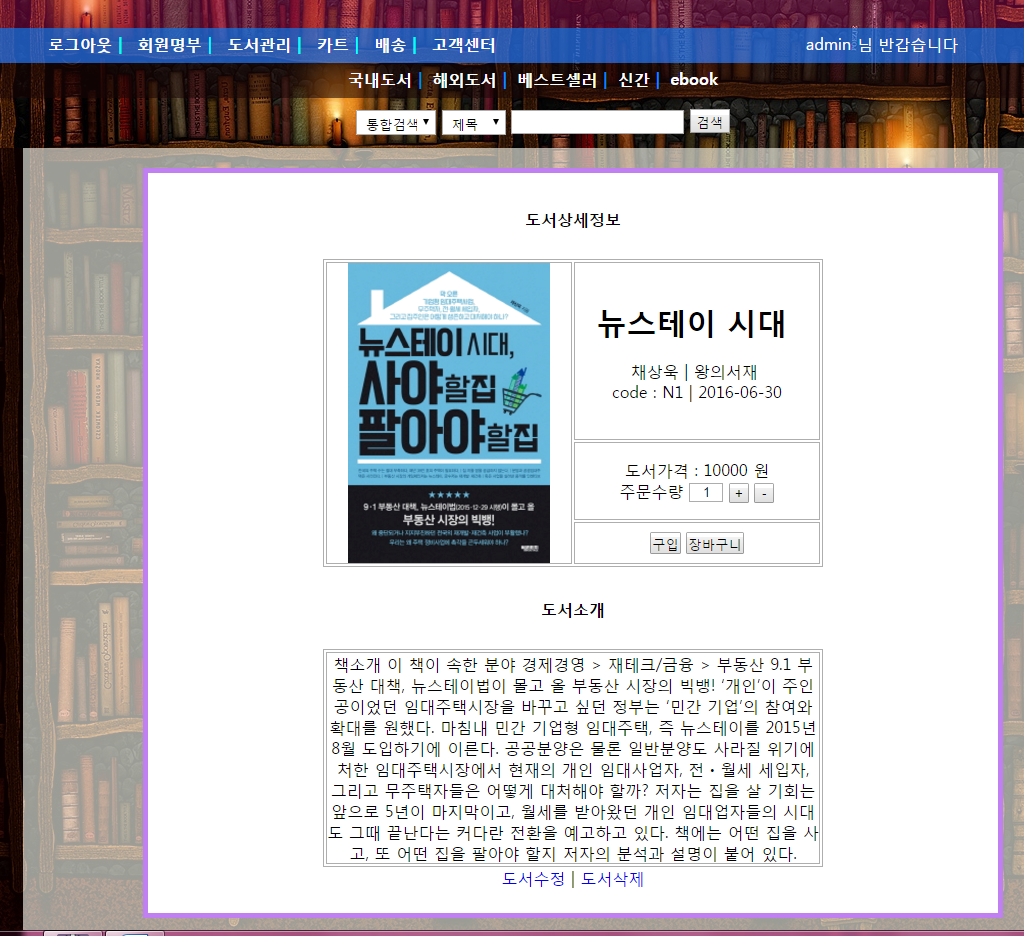 로그아웃 | 회원명부 | 도서관리 | 카트 | 배송 | 고객센터
admin 님 반갑습니다
국내도서 | 해외도서 | 베스트셀러 | 신간 | ebook
통합검색 제목 검색
도서상세정보
뉴스테이 시대,
사야할집
팔아야할집
9·1 부동산 대책, 뉴스테이법(2015-12-29 시행)이 몰고 올
부동산 시장의 빅뱅!
뉴스테이 시대
채상욱 | 왕의서재
code : N1 | 2016-06-30
도서가격 : 10000 원
주문수량 1 + -
구입 장바구니
도서소개
책소개 이 책이 속한 분야 경제경영 > 재테크/금융 > 부동산 9.1 부
동산 대책, 뉴스테이법이 몰고 올 부동산 시장의 빅뱅! ‘개인’이 주인
공이었던 임대주택시장을 바꾸고 싶던 정부는 ‘민간 기업’의 참여와
확대를 원했다. 마침내 민간 기업형 임대주택, 즉 뉴스테이를 2015년
8월 도입하기에 이른다. 공공분양은 물론 일반분양도 사라질 위기에
처한 임대주택시장에서 현재의 개인 임대사업자, 전・월세 세입자,
그리고 무주택자들은 어떻게 대처해야 할까? 저자는 집을 살 기회는
앞으로 5년이 마지막이고, 월세를 받아왔던 개인 임대업자들의 시대
도 그때 끝난다는 커다란 전환을 예고하고 있다. 책에는 어떤 집을 사
고, 또 어떤 집을 팔아야 할지 저자의 분석과 설명이 붙어 있다.
도서수정 | 도서삭제